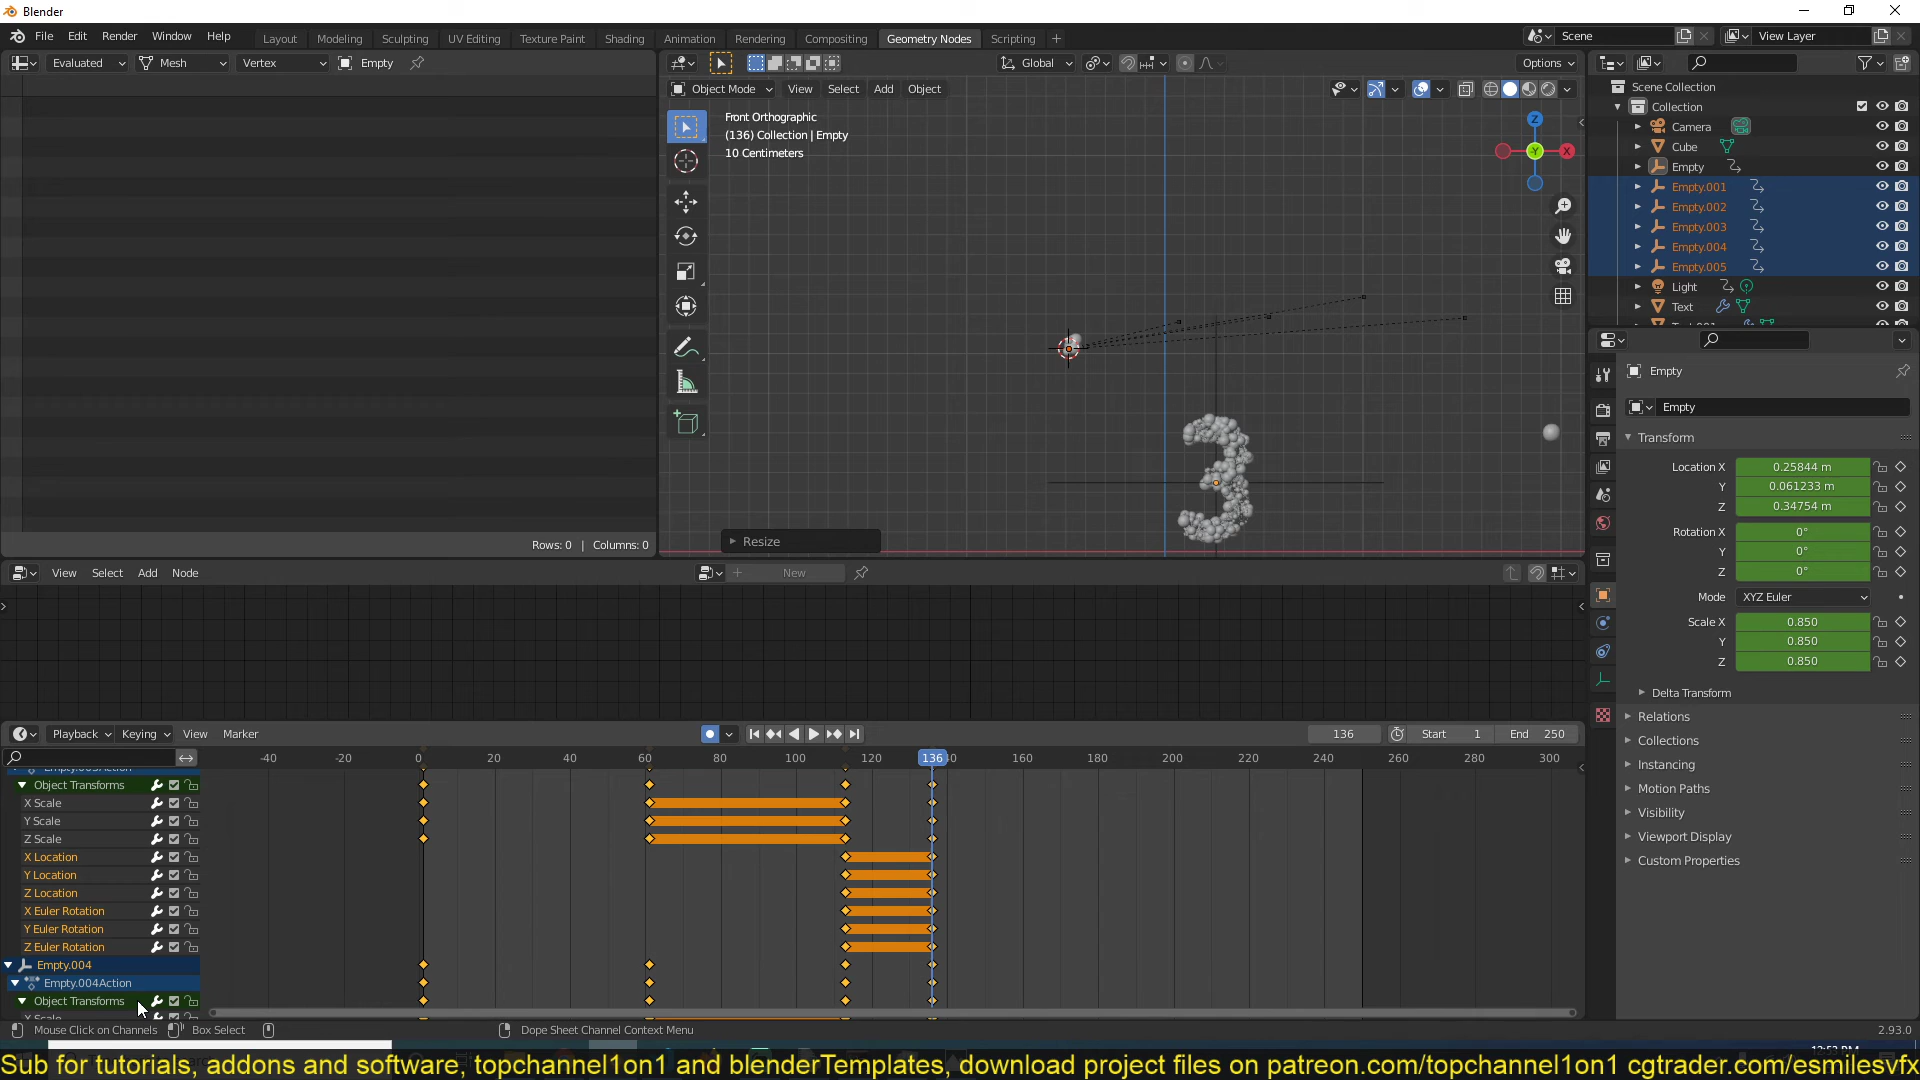 Blender
File Edit Render Window Help Layout Modeling Sculpting UV Editing Texture Paint Shading Animation Rendering Compositing Geometry Nodes Scripting + Scene View Layer
Evaluated Mesh Vertex Empty Global Options
Object Mode View Select Add Object
Front Orthographic
(136) Collection | Empty
10 Centimeters
Z
Y
X
Resize
Rows: 0 | Columns: 0
Scene Collection
Collection
Camera
Cube
Empty
Empty.001
Empty.002
Empty.003
Empty.004
Empty.005
Light
Text
Empty
Empty
Transform
Location X 0.25844 m
Y 0.061233 m
Z 0.34754 m
Rotation X 0°
Y 0°
Z 0°
Mode XYZ Euler
Scale X 0.850
Y 0.850
Z 0.850
Delta Transform
Relations
Collections
Instancing
Motion Paths
Visibility
Viewport Display
Custom Properties
View Select Add Node New
Playback Keying View Marker 136 Start 1 End 250
-40 -20 0 20 40 60 80 100 120 136 160 180 200 220 240 260 280 300
Object Transforms
X Scale
Y Scale
Z Scale
X Location
Y Location
Z Location
X Euler Rotation
Y Euler Rotation
Z Euler Rotation
Empty.004
Empty.004Action
Object Transforms
Mouse Click on Channels Box Select Dope Sheet Channel Context Menu 2.93.0
Sub for tutorials, addons and software, topchannel1on1 and blenderTemplates, download project files on patreon.com/topchannel1on1 cgtrader.com/esmilesvfx